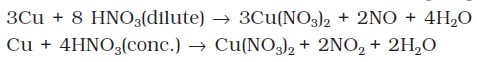 3Cu + 8 HNO₃(dilute) → 3Cu(NO₃)₂ + 2NO + 4H₂O
Cu + 4HNO₃(conc.) → Cu(NO₃)₂ + 2NO₂ + 2H₂O